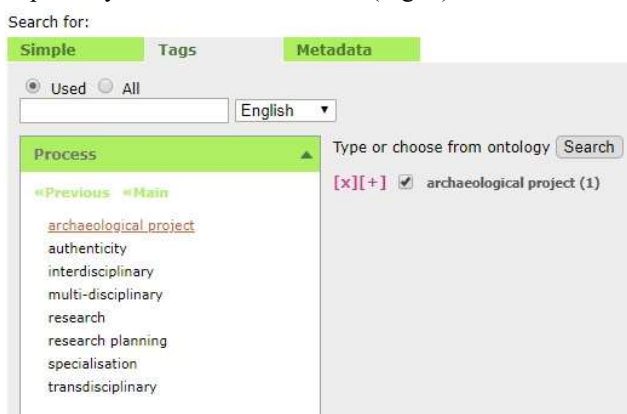 Search for:
Simple Tags Metadata
Used All
English ▼
Process ▲
Type or choose from ontology Search
«Previous «Main
[x][+] archaeological project (1)
archaeological project
authenticity
interdisciplinary
multi-disciplinary
research
research planning
specialisation
transdisciplinary